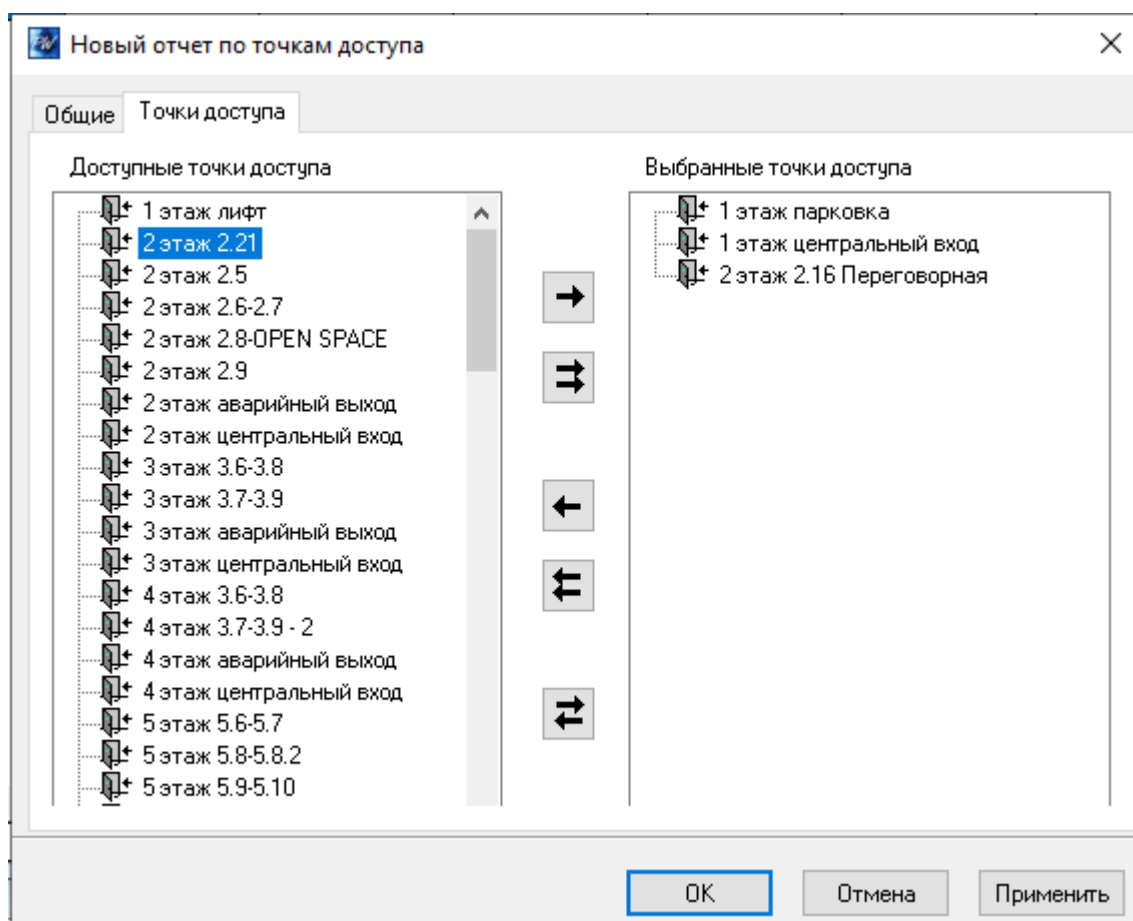 Новый отчет по точкам доступа
Общие
Точки доступа
Доступные точки доступа
1 этаж лифт
2 этаж 2.21
2 этаж 2.5
2 этаж 2.6-2.7
2 этаж 2.8-OPEN SPACE
2 этаж 2.9
2 этаж аварийный выход
2 этаж центральный вход
3 этаж 3.6-3.8
3 этаж 3.7-3.9
3 этаж аварийный выход
3 этаж центральный вход
4 этаж 3.6-3.8
4 этаж 3.7-3.9 - 2
4 этаж аварийный выход
4 этаж центральный вход
5 этаж 5.6-5.7
5 этаж 5.8-5.8.2
5 этаж 5.9-5.10
Выбранные точки доступа
1 этаж парковка
1 этаж центральный вход
2 этаж 2.16 Переговорная
OK
Отмена
Применить